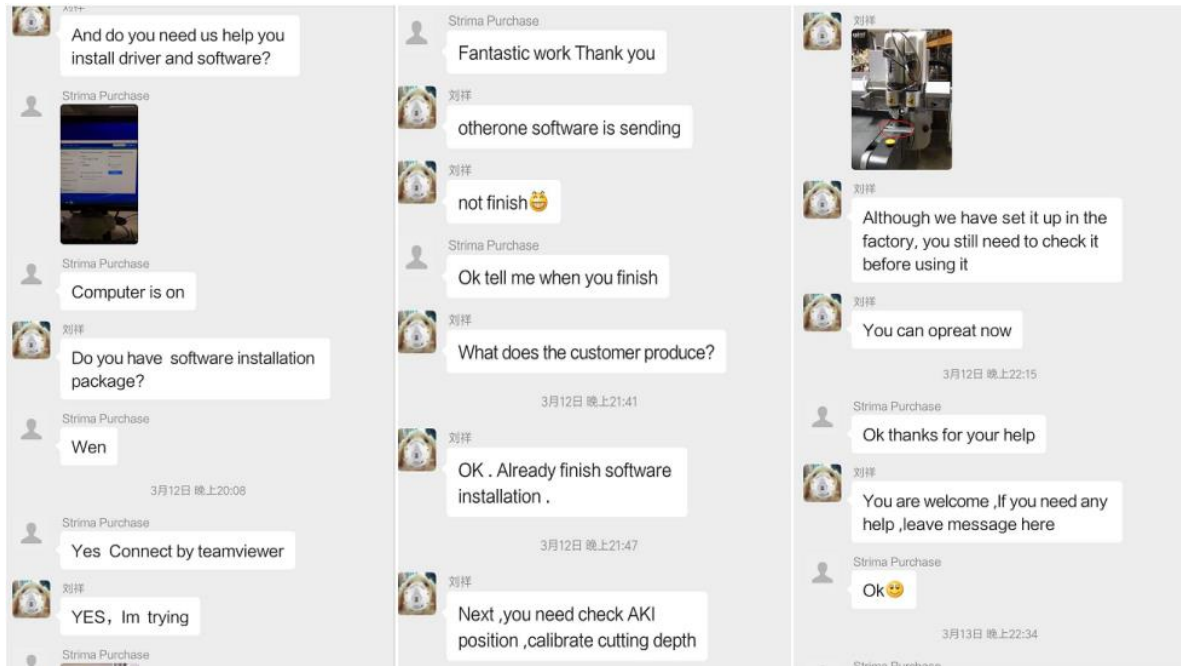 刘祥
And do you need us help you
install driver and software?
Strima Purchase
Strima Purchase
Computer is on
刘祥
Do you have software installation
package?
Strima Purchase
Wen
3月12日 晚上20:08
Strima Purchase
Yes Connect by teamviewer
刘祥
YES，Im trying
Strima Purchase
Strima Purchase
Fantastic work Thank you
刘祥
otherone software is sending
刘祥
not finish😁
Strima Purchase
Ok tell me when you finish
刘祥
What does the customer produce?
3月12日 晚上21:41
刘祥
OK . Already finish software
installation .
3月12日 晚上21:47
刘祥
Next ,you need check AKI
position ,calibrate cutting depth
刘祥
刘祥
Although we have set it up in the
factory, you still need to check it
before using it
刘祥
You can opreat now
3月12日 晚上22:15
Strima Purchase
Ok thanks for your help
刘祥
You are welcome ,If you need any
help ,leave message here
Strima Purchase
Ok🙂
3月13日 晚上22:34
Strima Purchase